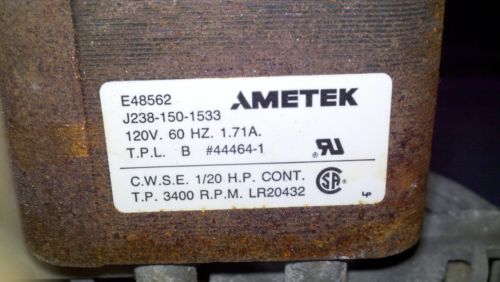 E48562 AMETEK
J238-150-1533
120V. 60 HZ. 1.71A.
T.P.L. B #44464-1
C.W.S.E. 1/20 H.P. CONT.
T.P. 3400 R.P.M. LR20432